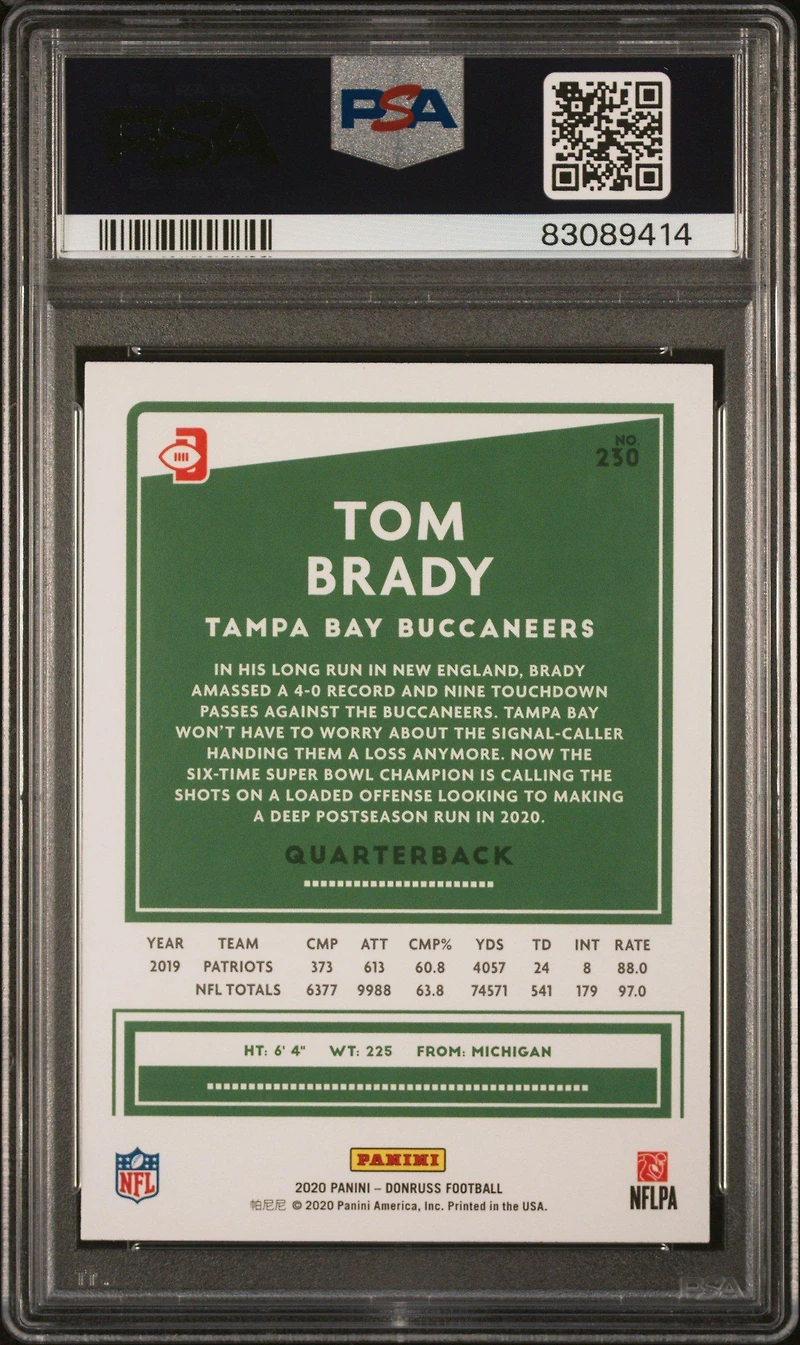 PSA
PSA
83089414
NO.
230
TOM
BRADY
TAMPA BAY BUCCANEERS
IN HIS LONG RUN IN NEW ENGLAND, BRADY
AMASSED A 4-0 RECORD AND NINE TOUCHDOWN
PASSES AGAINST THE BUCCANEERS. TAMPA BAY
WON'T HAVE TO WORRY ABOUT THE SIGNAL-CALLER
HANDING THEM A LOSS ANYMORE. NOW THE
SIX-TIME SUPER BOWL CHAMPION IS CALLING THE
SHOTS ON A LOADED OFFENSE LOOKING TO MAKING
A DEEP POSTSEASON RUN IN 2020.
QUARTERBACK
YEAR TEAM CMP ATT CMP% YDS TD INT RATE
2019 PATRIOTS 373 613 60.8 4057 24 8 88.0
NFL TOTALS 6377 9988 63.8 74571 541 179 97.0
HT: 6' 4" WT: 225 FROM: MICHIGAN
NFL
PANINI
NFLPA
2020 PANINI – DONRUSS FOOTBALL
帕尼尼 © 2020 Panini America, Inc. Printed in the USA.
PSA